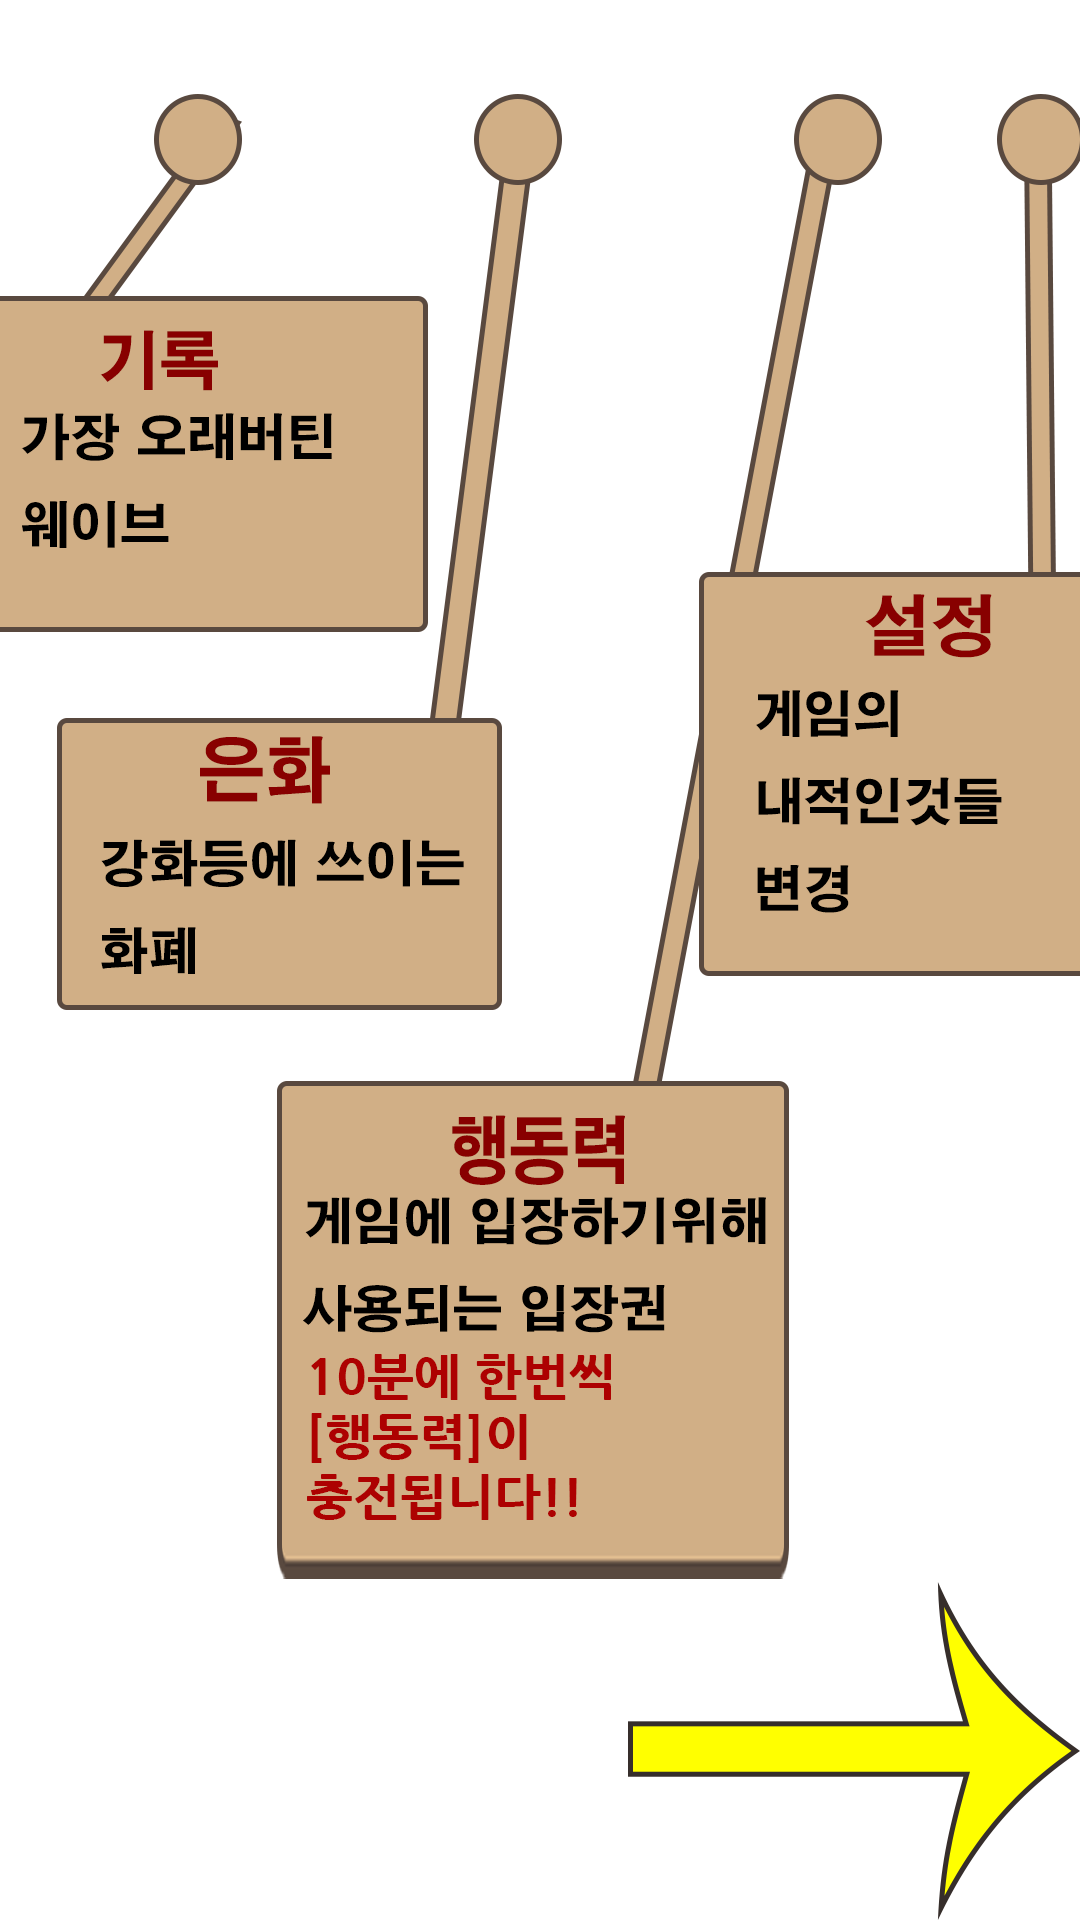 기록
가장 오래버틴
웨이브
은화
강화등에 쓰이는
화폐
설정
게임의
내적인것들
변경
행동력
게임에 입장하기위해
사용되는 입장권
10분에 한번씩
[행동력]이
충전됩니다!!